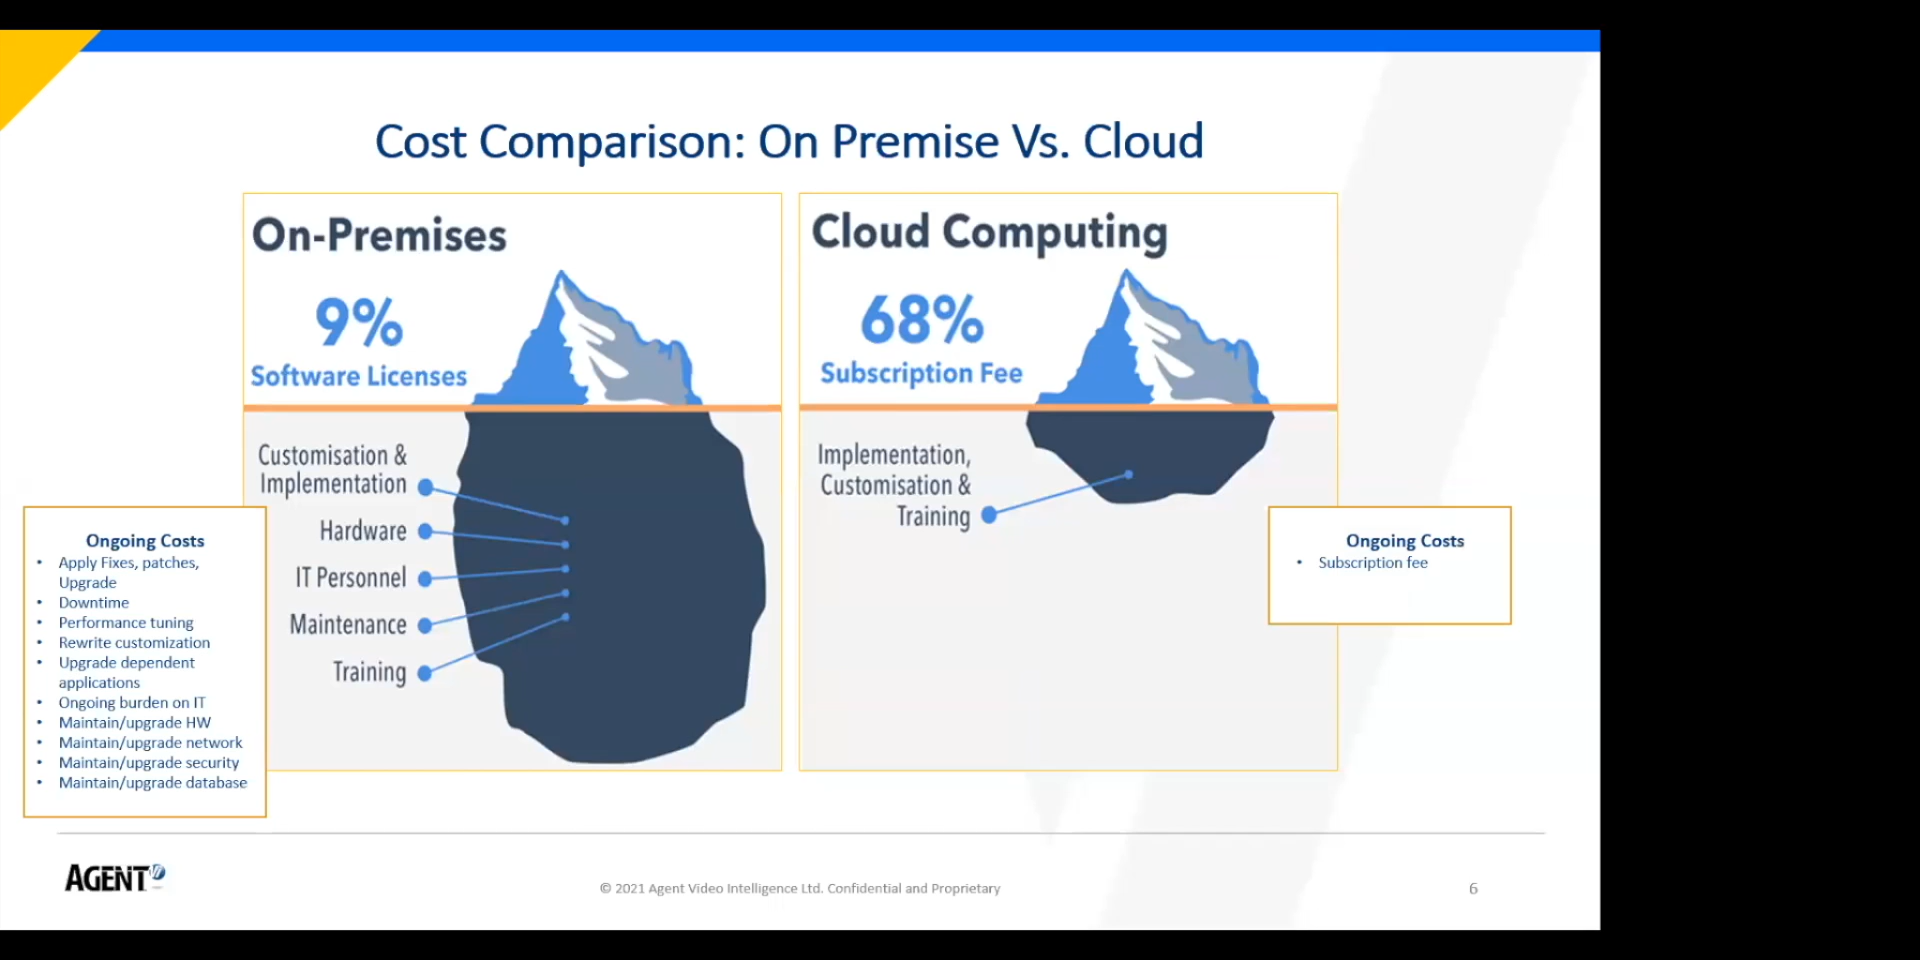 Cost Comparison: On Premise Vs. Cloud
On-Premises
9%
Software Licenses
Customisation &
Implementation
Hardware
IT Personnel
Maintenance
Training
Ongoing Costs
• Apply Fixes, patches,
Upgrade
• Downtime
• Performance tuning
• Rewrite customization
• Upgrade dependent
applications
• Ongoing burden on IT
• Maintain/upgrade HW
• Maintain/upgrade network
• Maintain/upgrade security
• Maintain/upgrade database
Cloud Computing
68%
Subscription Fee
Implementation,
Customisation &
Training
Ongoing Costs
• Subscription fee
AGENT
© 2021 Agent Video Intelligence Ltd. Confidential and Proprietary
6